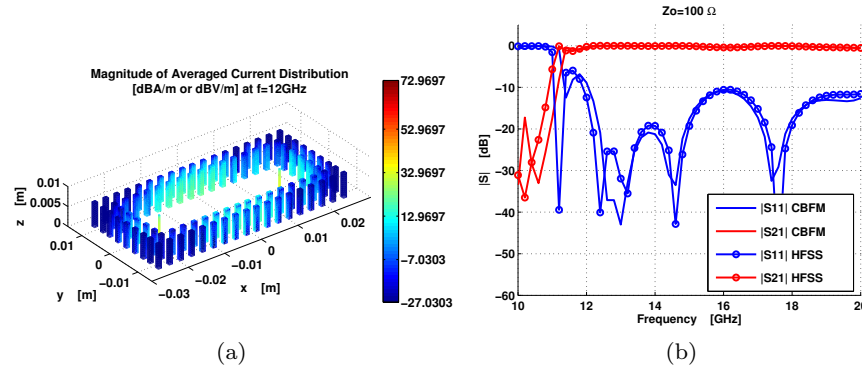 Magnitude of Averaged Current Distribution
[dBA/m or dBV/m] at f=12GHz
72.9697
52.9697
32.9697
12.9697
−7.0303
−27.0303
0.01
0.005
0
z [m]
0.01
0
−0.01
y [m]
−0.03
−0.02
−0.01
0
0.01
0.02
x [m]
(a)
Zo=100 Ω
0
−10
−20
−30
−40
−50
−60
|S| [dB]
10
12
14
16
18
20
Frequency [GHz]
|S11| CBFM
|S21| CBFM
|S11| HFSS
|S21| HFSS
(b)